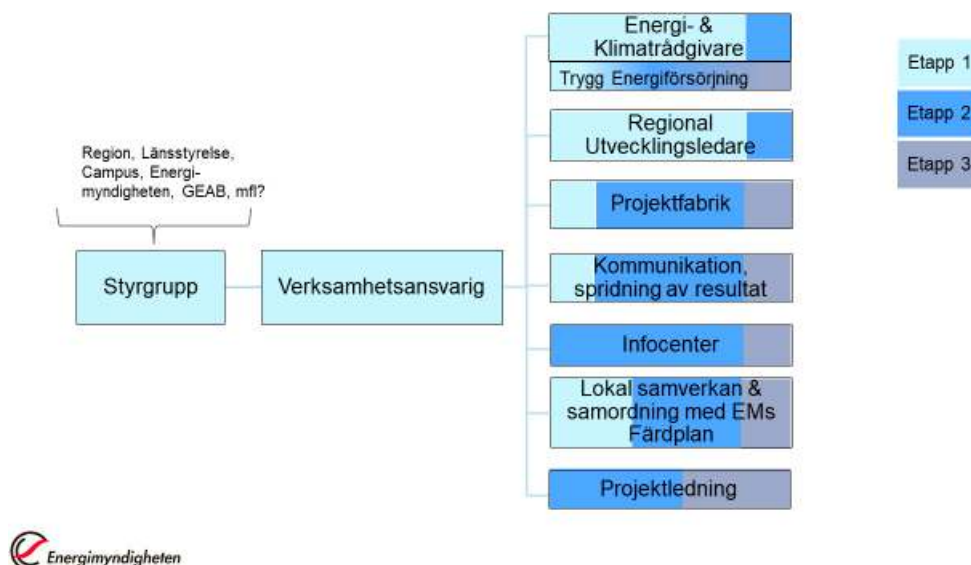 Region, Länsstyrelse,
Campus, Energi-
myndigheten, GEAB, mfl?
Styrgrupp
Verksamhetsansvarig
Energi- &
Klimatrådgivare
Trygg Energiförsörjning
Regional
Utvecklingsledare
Projektfabrik
Kommunikation,
spridning av resultat
Infocenter
Lokal samverkan &
samordning med EMs
Färdplan
Projektledning
Etapp 1
Etapp 2
Etapp 3
Energimyndigheten